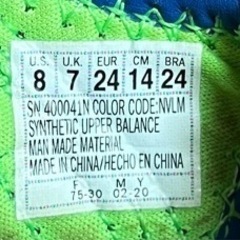 U.S. U.K. EUR CM BRA
8 7 24 14 24
SN 400041N COLOR CODE:NVLM
SYNTHETIC UPPER BALANCE
MAN MADE MATERIAL
MADE IN CHINA/HECHO EN CHINA
F M Y
75-30 02-20